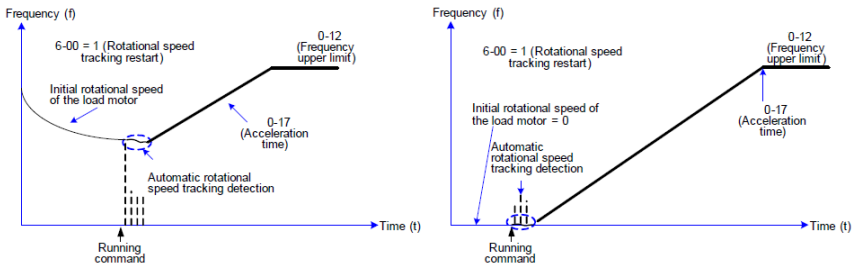 Frequency (f)
6-00 = 1 (Rotational speed
tracking restart)
0-12
(Frequency
upper limit)
Initial rotational speed
of the load motor
0-17
(Acceleration
time)
Automatic rotational
speed tracking detection
Time (t)
Running
command
Frequency (f)
6-00 = 1 (Rotational speed
tracking restart)
0-12
(Frequency
upper limit)
Initial rotational speed of
the load motor = 0
0-17
(Acceleration
time)
Automatic
rotational speed
tracking detection
Time (t)
Running
command